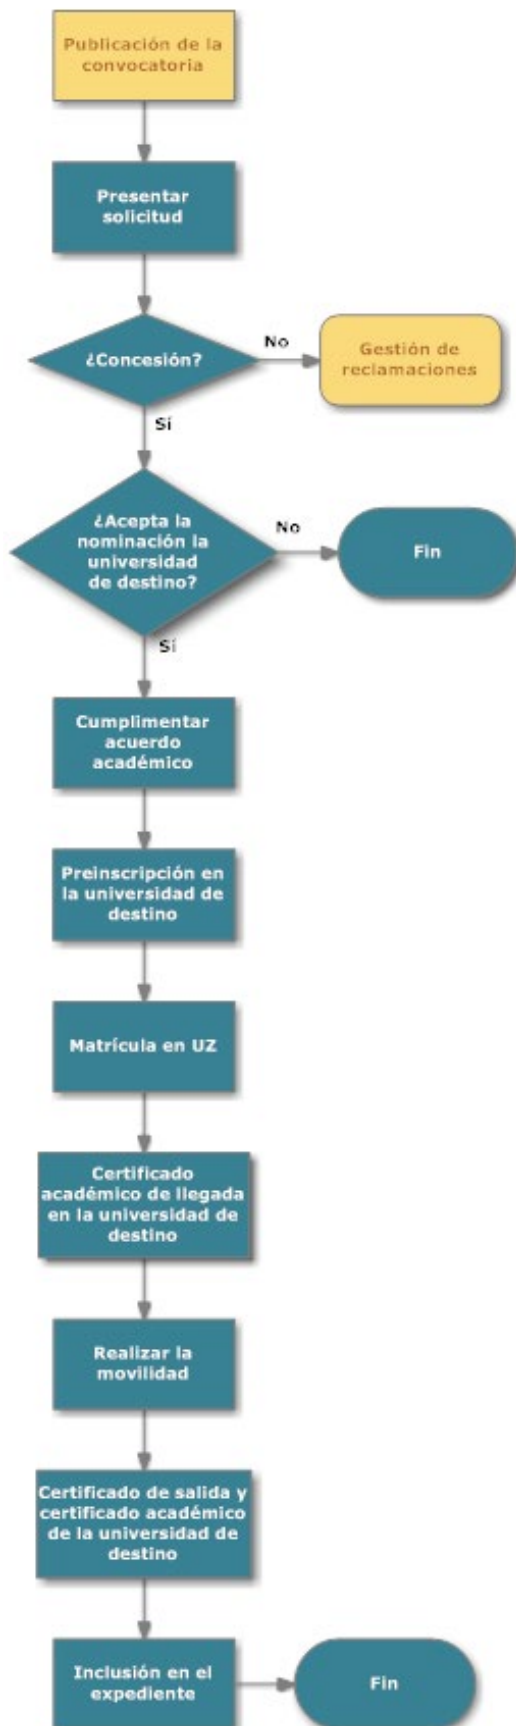 Publicación de la
convocatoria
Presentar
solicitud
¿Concesión?
No
Gestión de
reclamaciones
Sí
¿Acepta la
nominación la
universidad
de destino?
No
Fin
Sí
Cumplimentar
acuerdo
académico
Preinscripción en
la universidad de
destino
Matrícula en UZ
Certificado
académico de llegada
en la universidad de
destino
Realizar la
movilidad
Certificado de salida y
certificado académico
de la universidad de
destino
Inclusión en el
expediente
Fin